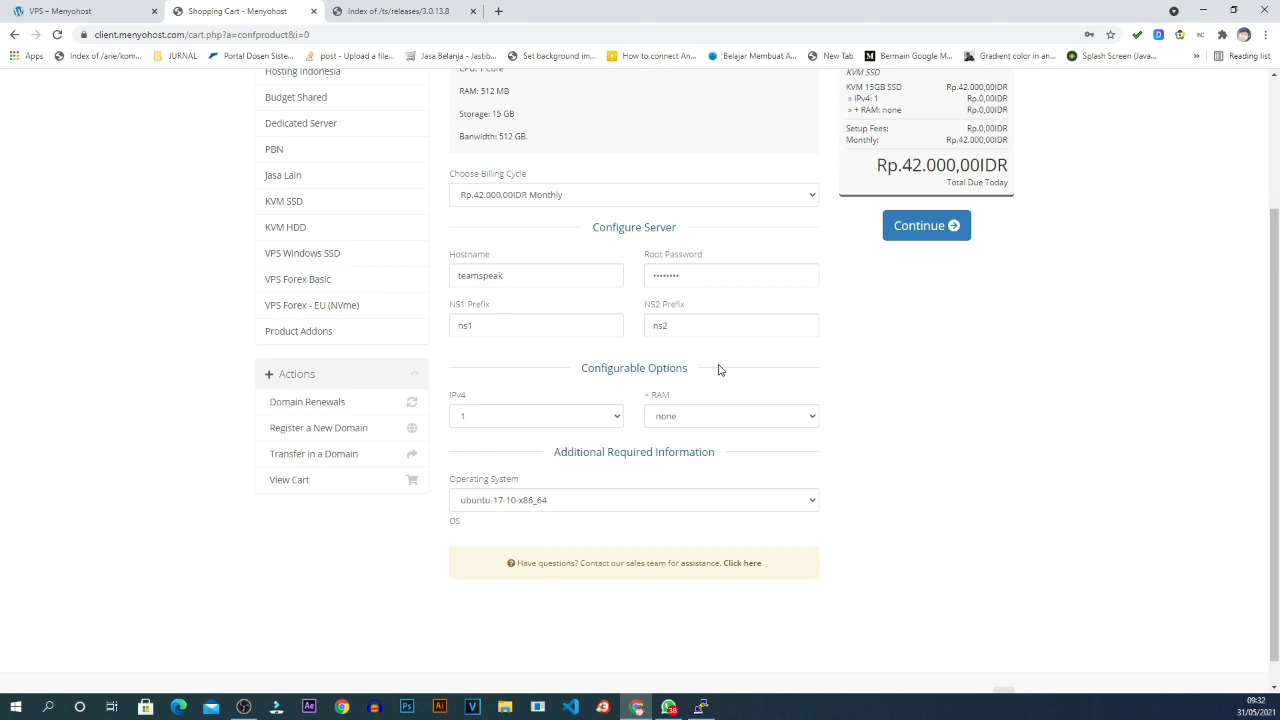 VPS – Menyohost
Shopping Cart - Menyohost
Index of /ts/releases/3.0.13.8
client.menyohost.com/cart.php?a=confproduct&i=0
Apps
Index of /arie/kom...
JURNAL
Portal Dosen Siste...
post - Upload a file...
Jasa Belanja - Jastib...
Set background im...
How to connect An...
Belajar Membuat A...
New Tab
Bermain Google M...
Gradient color in an...
Splash Screen (Java...
»
Reading list
Hosting Indonesia
Budget Shared
Dedicated Server
PBN
Jasa Lain
KVM SSD
KVM HDD
VPS Windows SSD
VPS Forex Basic
VPS Forex - EU (NVme)
Product Addons
Actions
Domain Renewals
Register a New Domain
Transfer in a Domain
View Cart
CPU: 1 Core
RAM: 512 MB
Storage: 15 GB
Banwidth: 512 GB.
Choose Billing Cycle
Rp.42.000,00IDR Monthly
Configure Server
Hostname
Root Password
teamspeak
••••••••
NS1 Prefix
NS2 Prefix
ns1
ns2
Configurable Options
IPv4
+ RAM
1
none
Additional Required Information
Operating System
ubuntu-17-10-x86_64
OS
Have questions? Contact our sales team for assistance. Click here
KVM SSD
KVM 15GB SSD Rp.42.000,00IDR
» IPv4: 1 Rp.0,00IDR
» + RAM: none Rp.0,00IDR
Setup Fees: Rp.0,00IDR
Monthly: Rp.42.000,00IDR
Rp.42.000,00IDR
Total Due Today
Continue
38
09:32
31/05/2021